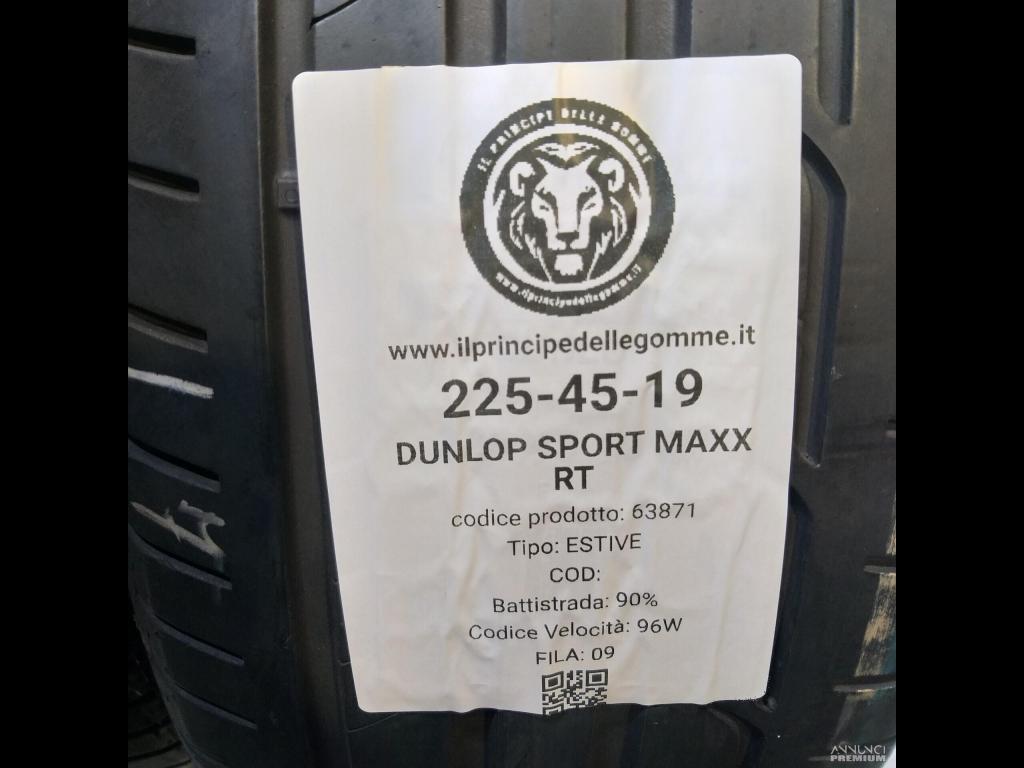 IL PRINCIPE DELLE GOMME
www.ilprincipedellegomme.it
www.ilprincipedellegomme.it
225-45-19
DUNLOP SPORT MAXX
RT
codice prodotto: 63871
Tipo: ESTIVE
COD:
Battistrada: 90%
Codice Velocità: 96W
FILA: 09
ANNUNCI
PREMIUM